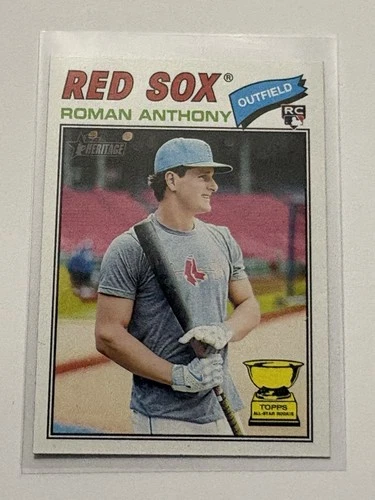 RED SOX®
OUTFIELD
ROMAN ANTHONY
RC
HERITAGE
TOPPS
ALL-STAR ROOKIE